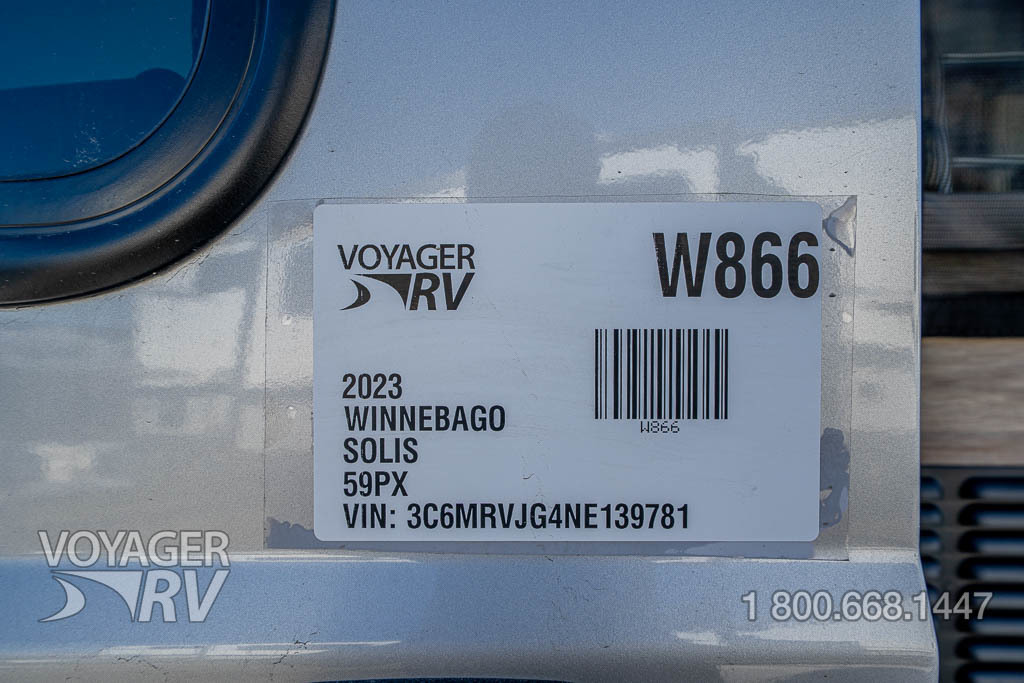 VOYAGER
RV
W866
W866
2023
WINNEBAGO
SOLIS
59PX
VIN: 3C6MRVJG4NE139781
VOYAGER
RV
1 800.668.1447